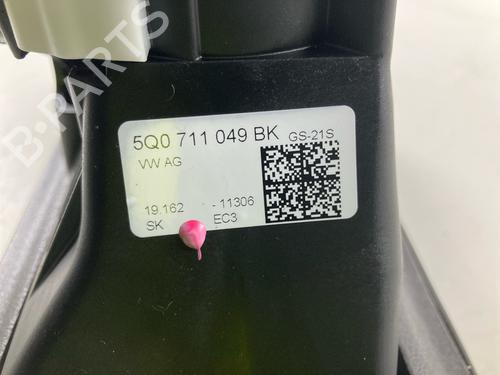 B-PARTS
5Q0 711 049 BK GS-21S
VW AG
19.162 - 11306
SK EC3